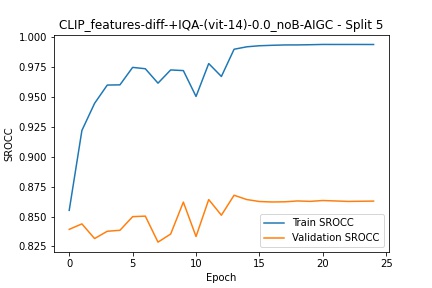 CLIP_features-diff-+IQA-(vit-14)-0.0_noB-AIGC - Split 5
1.000
0.975
0.950
0.925
0.900
0.875
0.850
0.825
SROCC
Train SROCC
Validation SROCC
0 5 10 15 20 25
Epoch